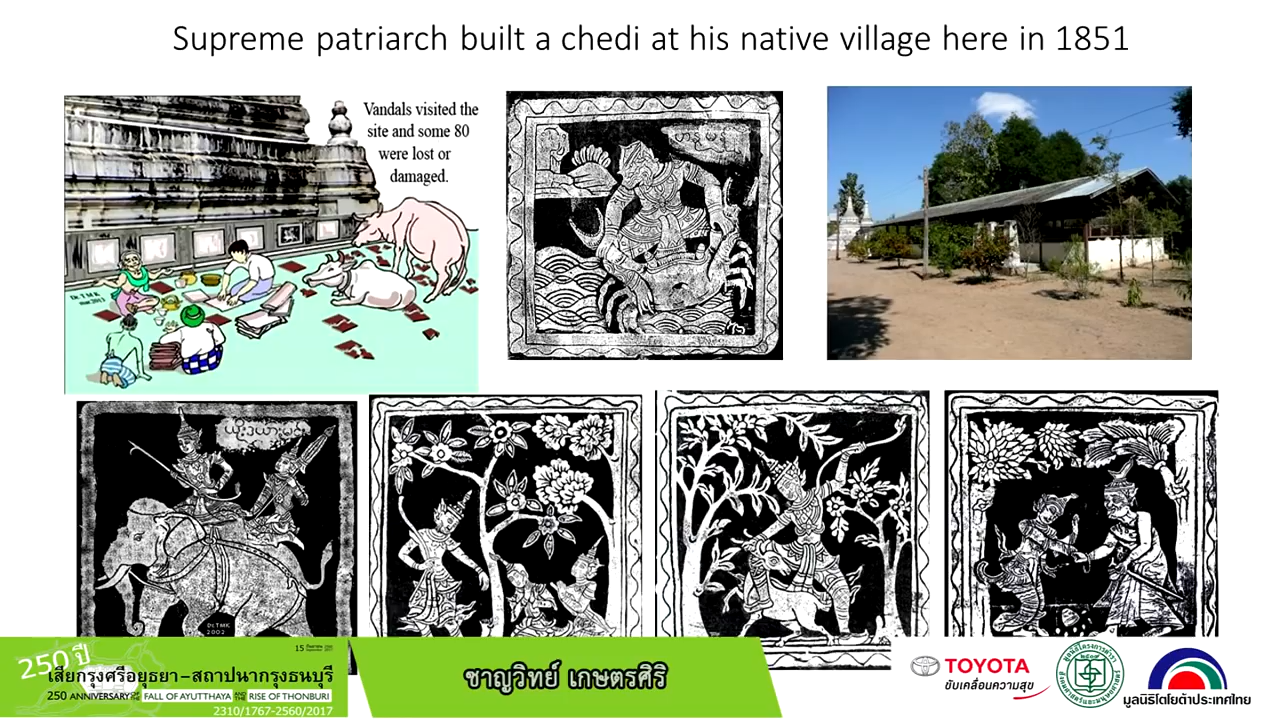 Supreme patriarch built a chedi at his native village here in 1851
Vandals visited the
site and some 80
were lost or
damaged.
Dr.TMK
Dr.TMK
2002
250 ปี
เสียกรุงศรีอยุธยา-สถาปนากรุงธนบุรี
250 ANNIVERSARY FALL OF AYUTTHAYA RISE OF THONBURI
2310/1767-2560/2017
ชาญวิทย์ เกษตรศิริ
TOYOTA
ขับเคลื่อนความสุข
มูลนิธิโตโยต้าประเทศไทย